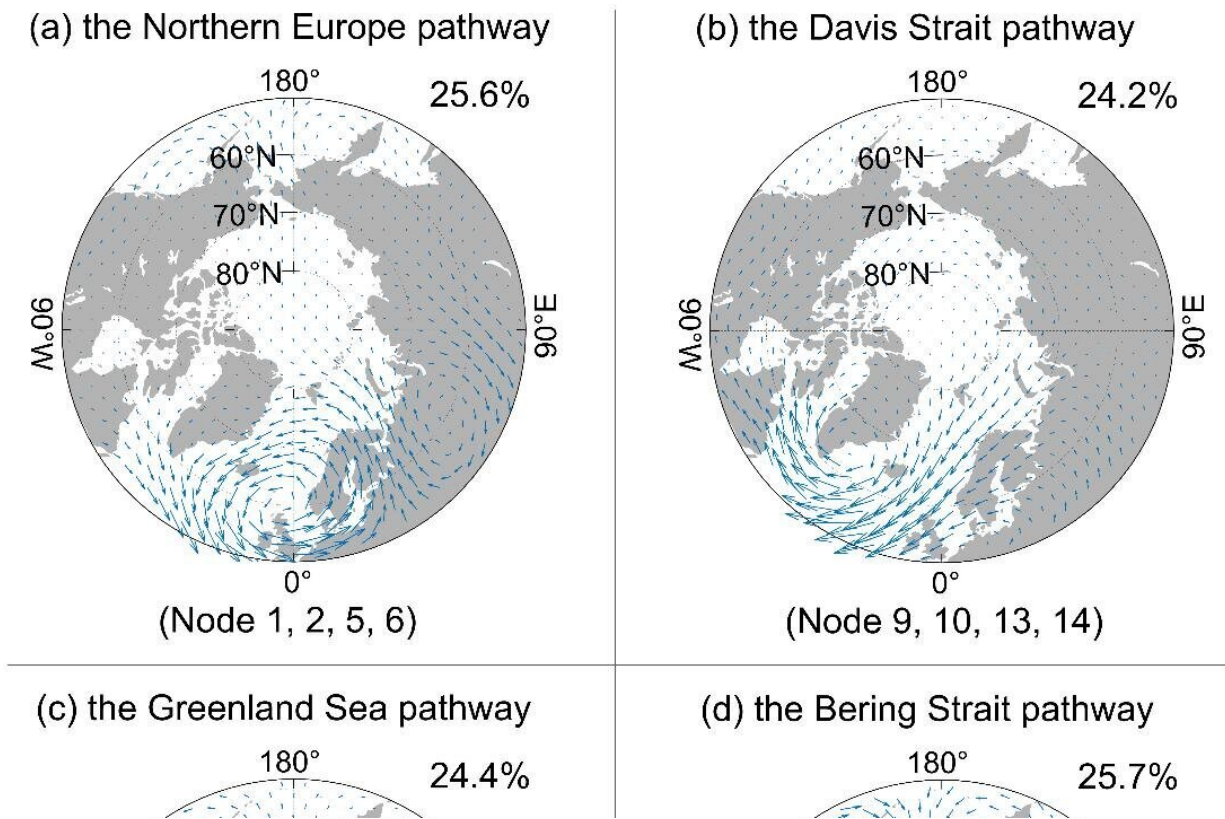 (a) the Northern Europe pathway
180°
25.6%
60°N
70°N
80°N
90°W
90°E
0°
(Node 1, 2, 5, 6)
(b) the Davis Strait pathway
180°
24.2%
60°N
70°N
80°N
90°W
90°E
0°
(Node 9, 10, 13, 14)
(c) the Greenland Sea pathway
180°
24.4%
(d) the Bering Strait pathway
180°
25.7%